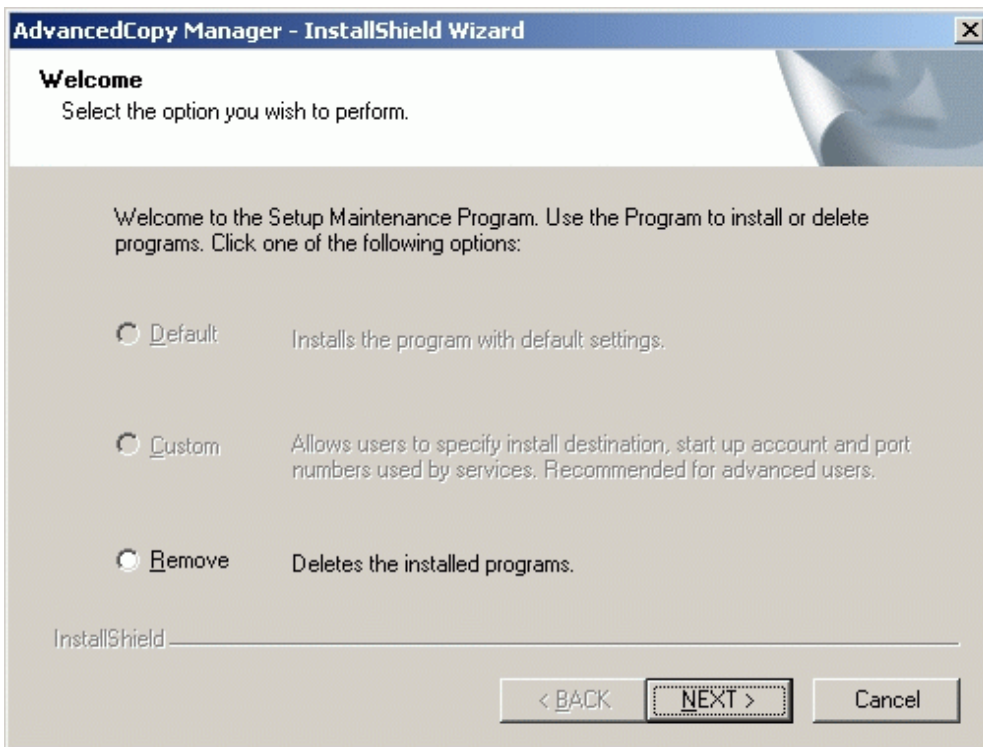 AdvancedCopy Manager - InstallShield Wizard
Welcome
Select the option you wish to perform.
Welcome to the Setup Maintenance Program. Use the Program to install or delete
programs. Click one of the following options:
Default Installs the program with default settings.
Custom Allows users to specify install destination, start up account and port
numbers used by services. Recommended for advanced users.
Remove Deletes the installed programs.
InstallShield
< BACK NEXT > Cancel